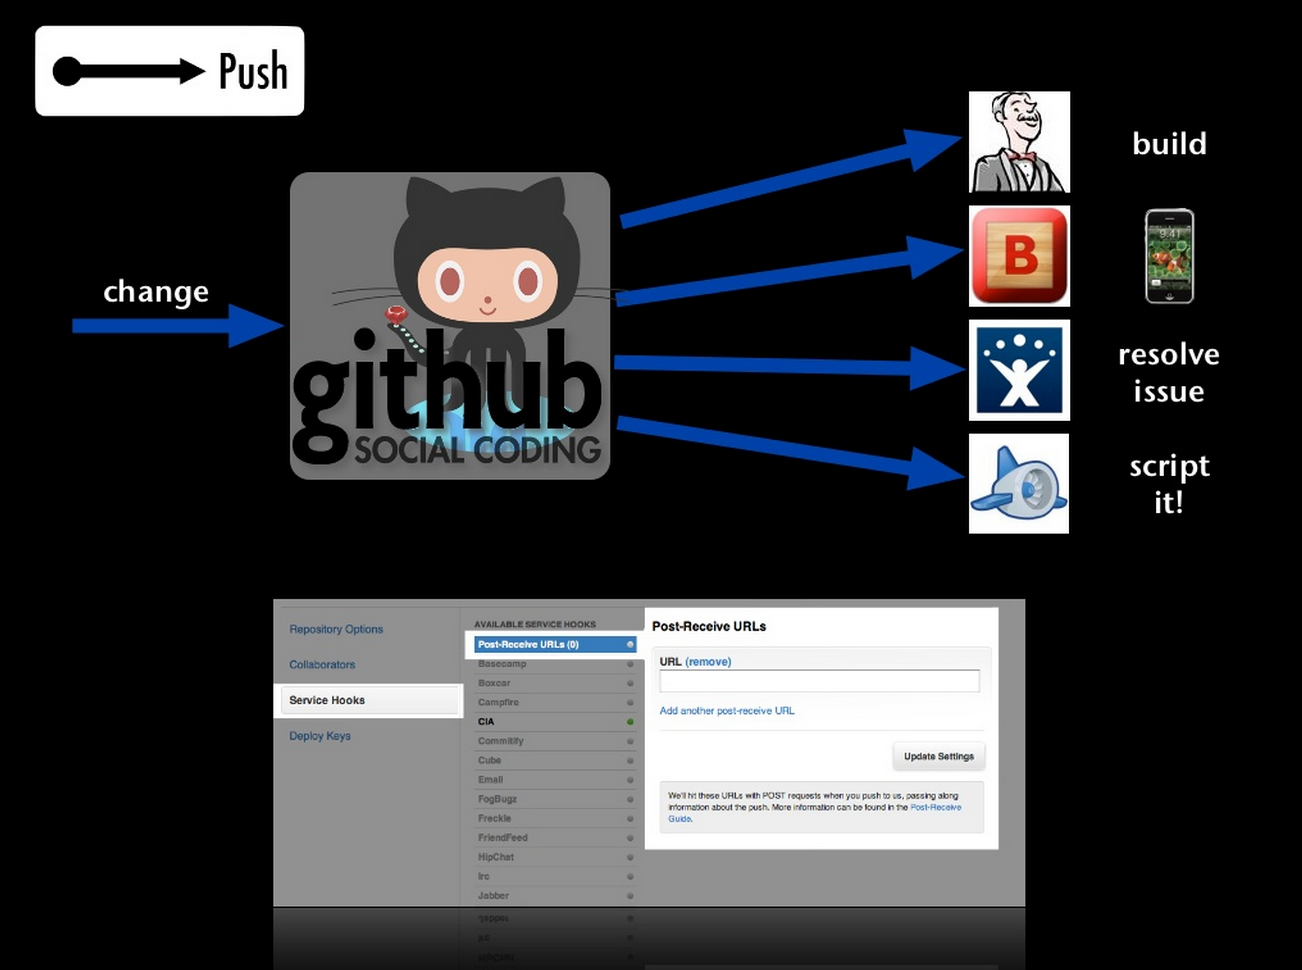 Push
change
github
SOCIAL CODING
build
B
9:41
resolve
issue
script
it!
Repository Options
Collaborators
Service Hooks
Deploy Keys
AVAILABLE SERVICE HOOKS
Post-Receive URLs (0)
Basecamp
Boxcar
Campfire
CIA
Commitify
Cube
Email
FogBugz
Freckle
FriendFeed
HipChat
Irc
Jabber
Post-Receive URLs
URL (remove)
Add another post-receive URL
Update Settings
We'll hit these URLs with POST requests when you push to us, passing along
information about the push. More information can be found in the Post-Receive
Guide.